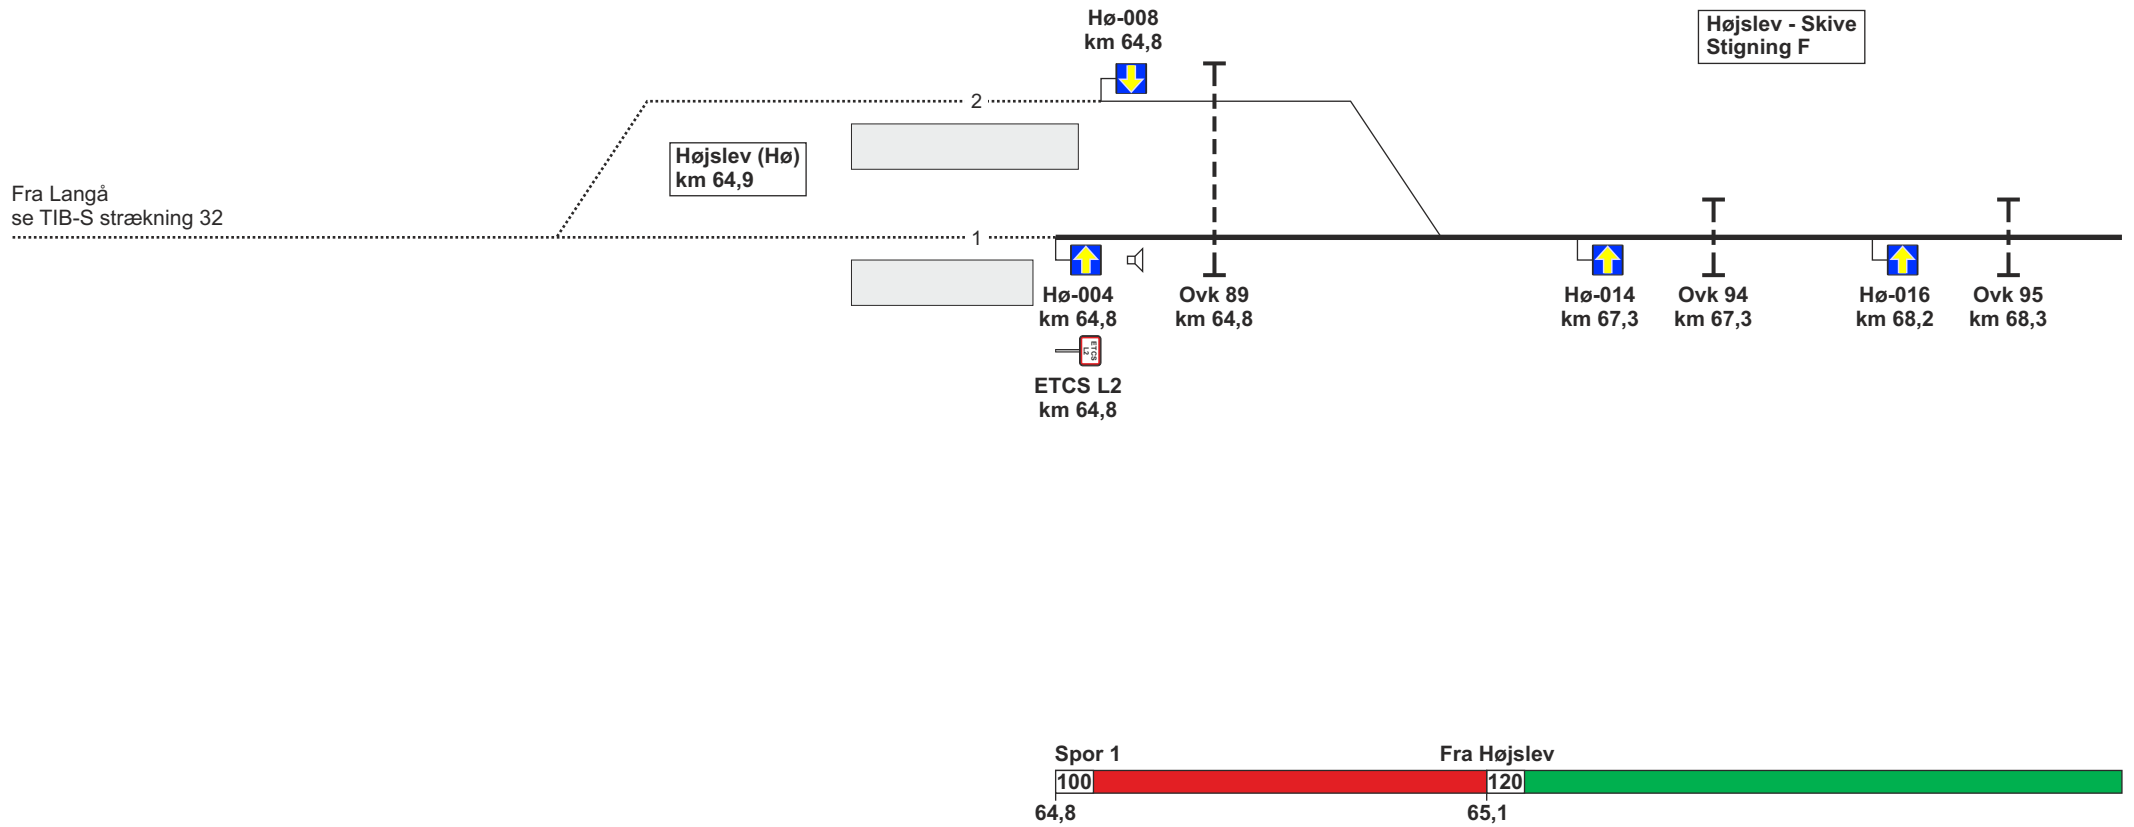 Hø-008
km 64,8
Højslev - Skive
Stigning F
2
Højslev (Hø)
km 64,9
Fra Langå
se TIB-S strækning 32
1
Hø-004
km 64,8
Ovk 89
km 64,8
Hø-014
km 67,3
Ovk 94
km 67,3
Hø-016
km 68,2
Ovk 95
km 68,3
ETCS
L2
ETCS L2
km 64,8
Spor 1
Fra Højslev
100
120
64,8
65,1